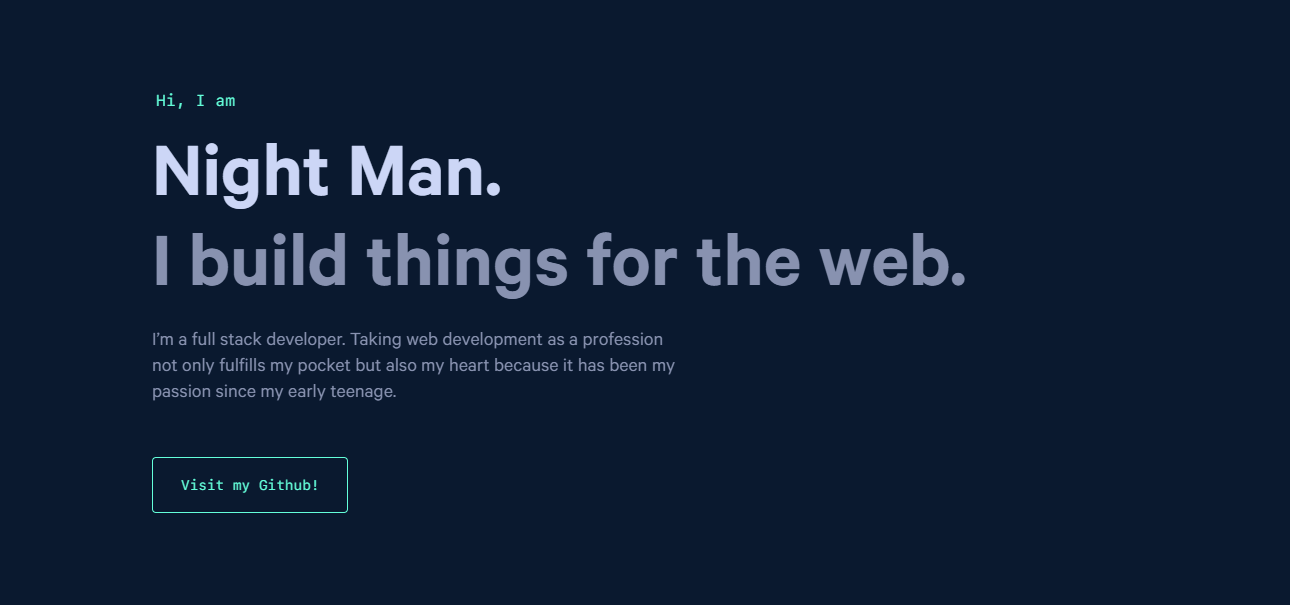 Hi, I am
Night Man.
I build things for the web.
I’m a full stack developer. Taking web development as a profession
not only fulfills my pocket but also my heart because it has been my
passion since my early teenage.
Visit my Github!